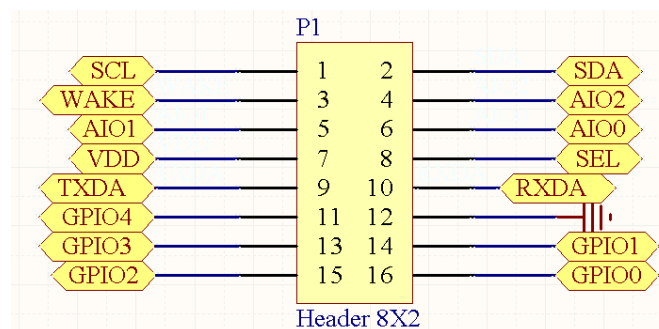 P1
SCL 1 2 SDA
WAKE 3 4 AIO2
AIO1 5 6 AIO0
VDD 7 8 SEL
TXDA 9 10 RXDA
GPIO4 11 12
GPIO3 13 14 GPIO1
GPIO2 15 16 GPIO0
Header 8X2